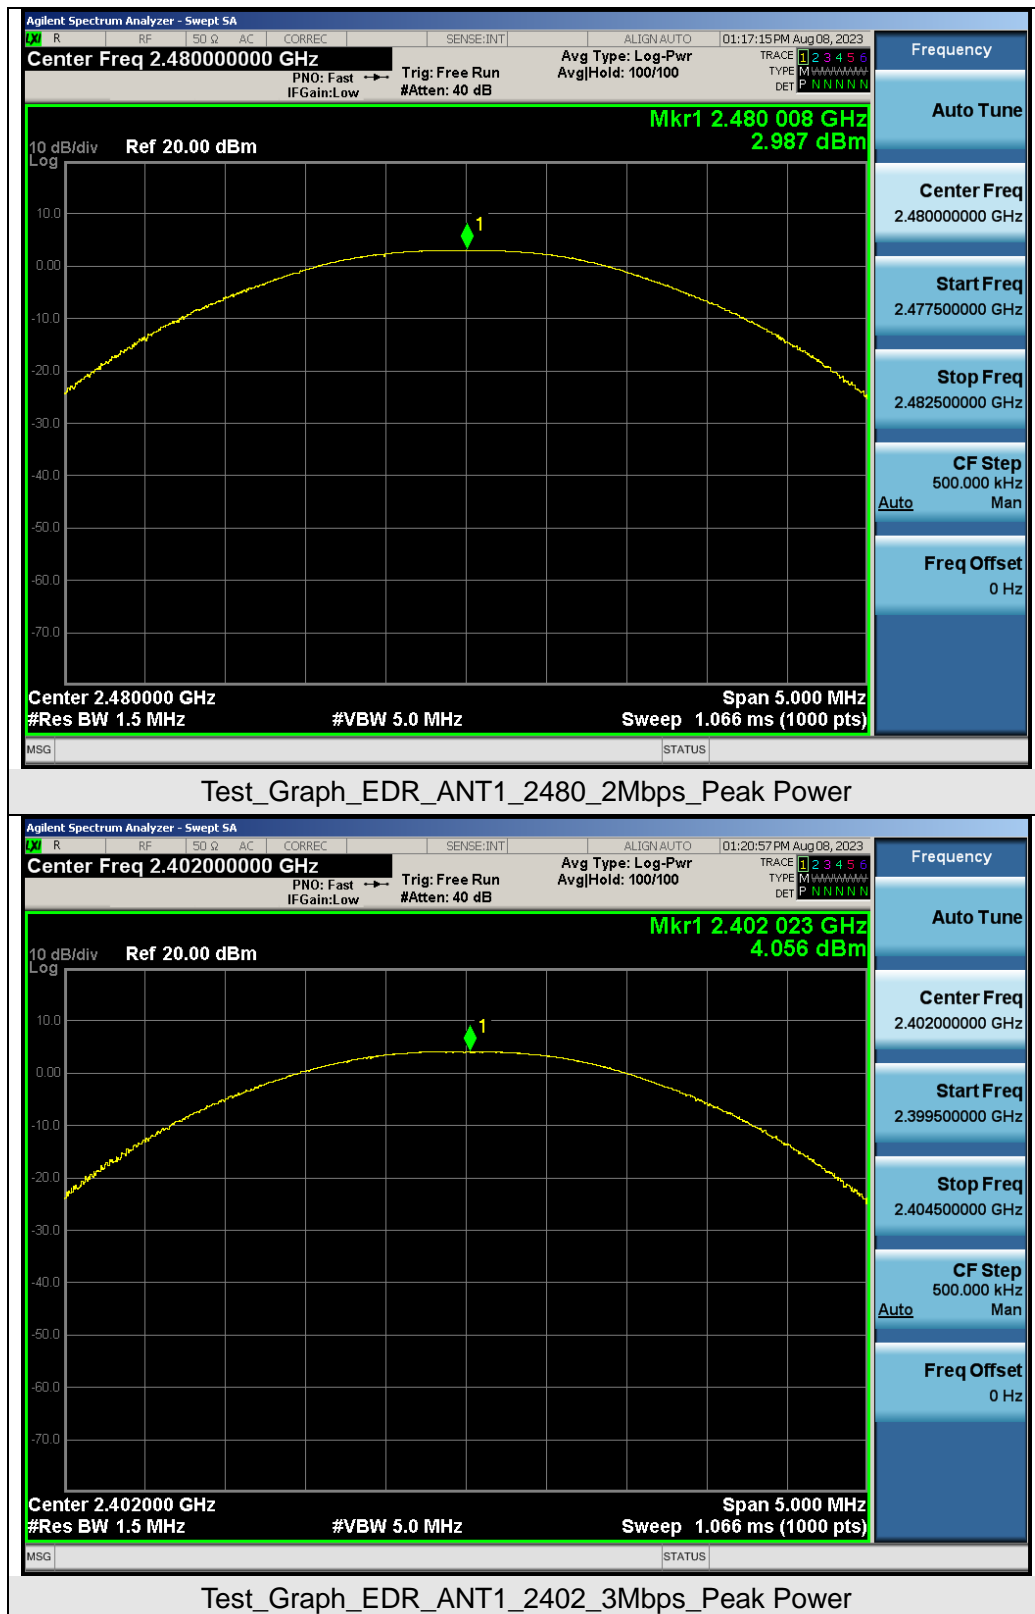 Agilent Spectrum Analyzer - Swept SA
LXI R RF 50 Ω AC CORREC SENSE:INT ALIGN AUTO 01:17:15 PM Aug 08, 2023
Center Freq 2.480000000 GHz
PNO: Fast
IFGain:Low
Trig: Free Run
#Atten: 40 dB
Avg Type: Log-Pwr
Avg|Hold: 100/100
TRACE 1 2 3 4 5 6
TYPE M WWWWW
DET P N N N N N
Frequency
Auto Tune
Center Freq
2.480000000 GHz
Start Freq
2.477500000 GHz
Stop Freq
2.482500000 GHz
CF Step
500.000 kHz
Auto Man
Freq Offset
0 Hz
Mkr1 2.480 008 GHz
2.987 dBm
10 dB/div Ref 20.00 dBm
Log
1
10.0
0.00
-10.0
-20.0
-30.0
-40.0
-50.0
-60.0
-70.0
Center 2.480000 GHz Span 5.000 MHz
#Res BW 1.5 MHz #VBW 5.0 MHz Sweep 1.066 ms (1000 pts)
MSG STATUS
Test_Graph_EDR_ANT1_2480_2Mbps_Peak Power
Agilent Spectrum Analyzer - Swept SA
LXI R RF 50 Ω AC CORREC SENSE:INT ALIGN AUTO 01:20:57 PM Aug 08, 2023
Center Freq 2.402000000 GHz
PNO: Fast
IFGain:Low
Trig: Free Run
#Atten: 40 dB
Avg Type: Log-Pwr
Avg|Hold: 100/100
TRACE 1 2 3 4 5 6
TYPE M WWWWW
DET P N N N N N
Frequency
Auto Tune
Center Freq
2.402000000 GHz
Start Freq
2.399500000 GHz
Stop Freq
2.404500000 GHz
CF Step
500.000 kHz
Auto Man
Freq Offset
0 Hz
Mkr1 2.402 023 GHz
4.056 dBm
10 dB/div Ref 20.00 dBm
Log
1
10.0
0.00
-10.0
-20.0
-30.0
-40.0
-50.0
-60.0
-70.0
Center 2.402000 GHz Span 5.000 MHz
#Res BW 1.5 MHz #VBW 5.0 MHz Sweep 1.066 ms (1000 pts)
MSG STATUS
Test_Graph_EDR_ANT1_2402_3Mbps_Peak Power